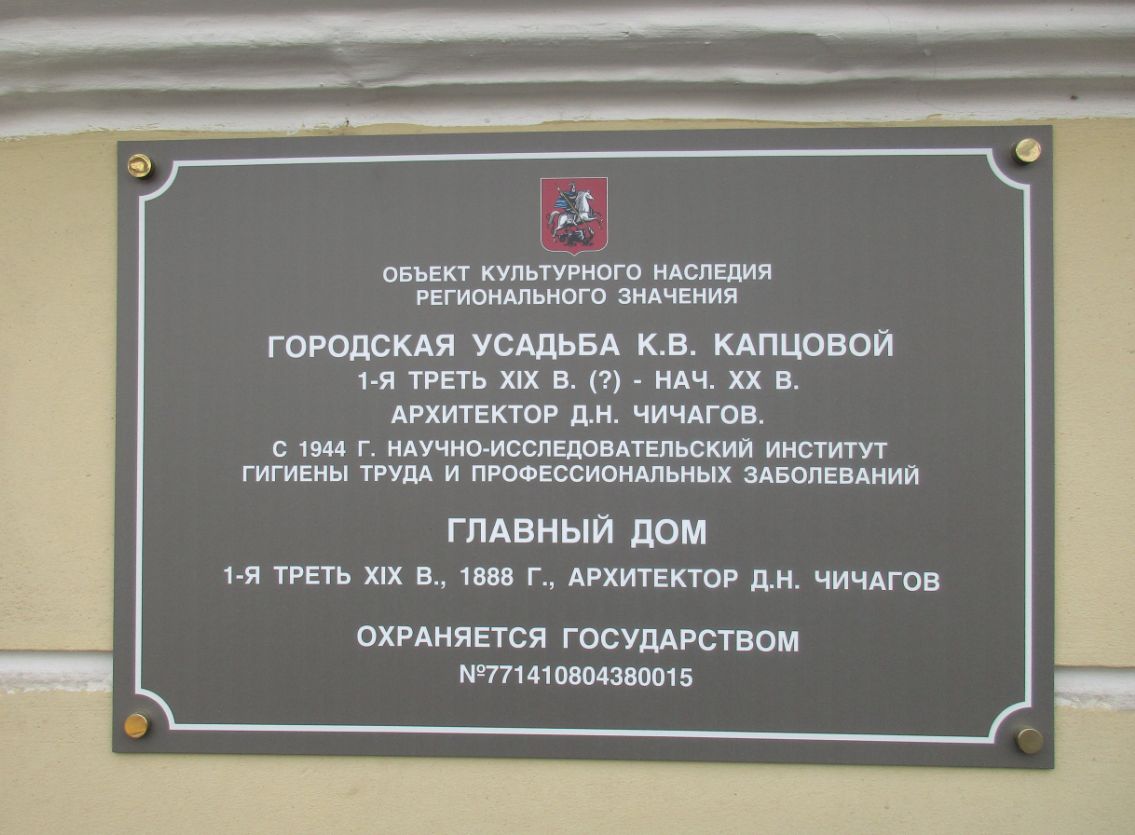 ОБЪЕКТ КУЛЬТУРНОГО НАСЛЕДИЯ
РЕГИОНАЛЬНОГО ЗНАЧЕНИЯ
ГОРОДСКАЯ УСАДЬБА К.В. КАПЦОВОЙ
1-Я ТРЕТЬ XIX В. (?) - НАЧ. XX В.
АРХИТЕКТОР Д.Н. ЧИЧАГОВ.
С 1944 Г. НАУЧНО-ИССЛЕДОВАТЕЛЬСКИЙ ИНСТИТУТ
ГИГИЕНЫ ТРУДА И ПРОФЕССИОНАЛЬНЫХ ЗАБОЛЕВАНИЙ
ГЛАВНЫЙ ДОМ
1-Я ТРЕТЬ XIX В., 1888 Г., АРХИТЕКТОР Д.Н. ЧИЧАГОВ
ОХРАНЯЕТСЯ ГОСУДАРСТВОМ
№771410804380015